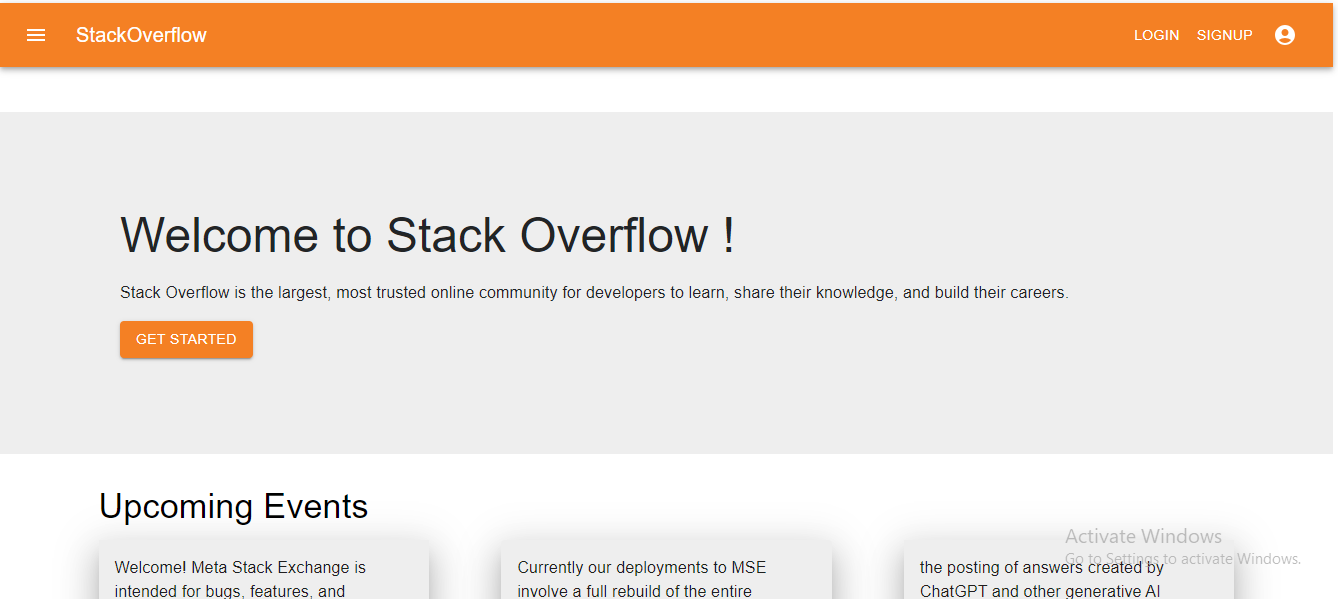 StackOverflow
LOGIN SIGNUP
Welcome to Stack Overflow !
Stack Overflow is the largest, most trusted online community for developers to learn, share their knowledge, and build their careers.
GET STARTED
Upcoming Events
Welcome! Meta Stack Exchange is
intended for bugs, features, and
Currently our deployments to MSE
involve a full rebuild of the entire
the posting of answers created by
ChatGPT and other generative AI
Activate Windows
Go to Settings to activate Windows.